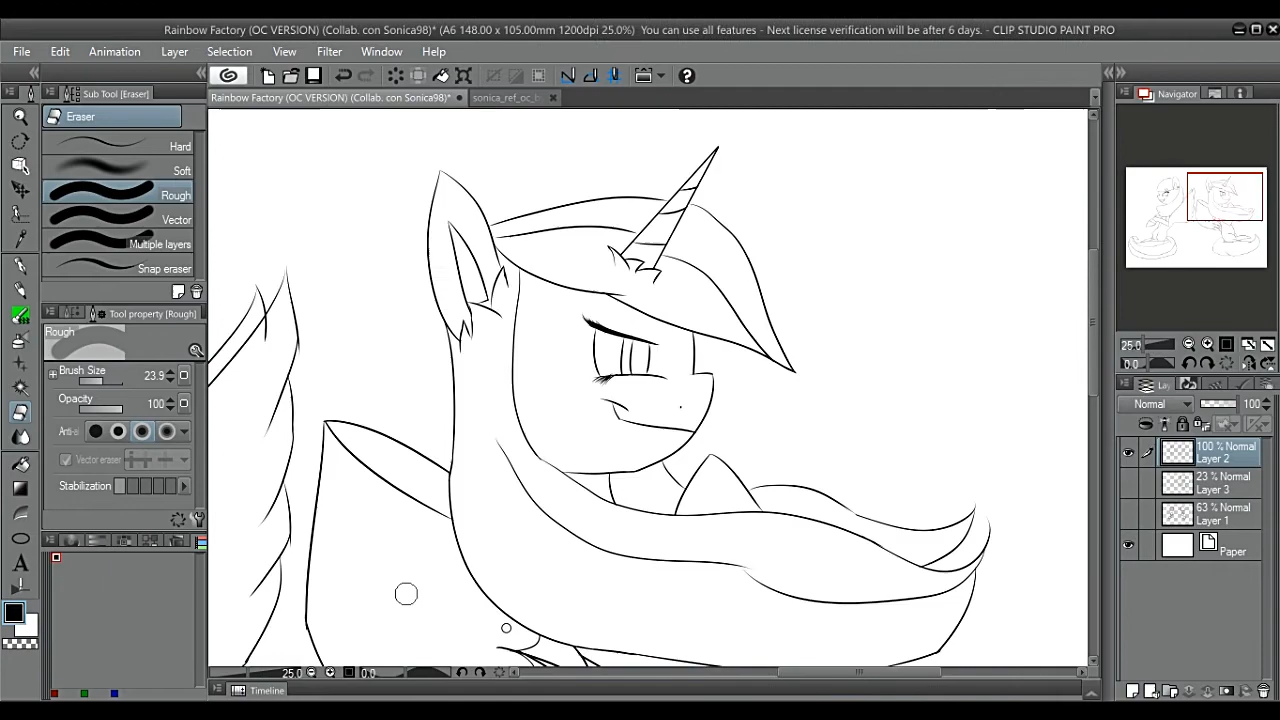 Rainbow Factory (OC VERSION) (Collab. con Sonica98)* (A6 148.00 x 105.00mm 1200dpi 25.0%) You can use all features - Next license verification will be after 6 days. - CLIP STUDIO PAINT PRO
File Edit Animation Layer Selection View Filter Window Help
Sub Tool [Eraser]
Rainbow Factory (OC VERSION) (Collab. con Sonica98)*
sonica_ref_oc_b
Navigator
Eraser
Hard
Soft
Rough
Vector
Multiple layers
Snap eraser
Tool property [Rough]
Rough
Brush Size 23.9
Opacity 100
Vector eraser
Stabilization
25.0
0.0
Lay
Normal 100
100 % Normal
Layer 2
23 % Normal
Layer 3
63 % Normal
Layer 1
Paper
A
25.0
0.0
Timeline